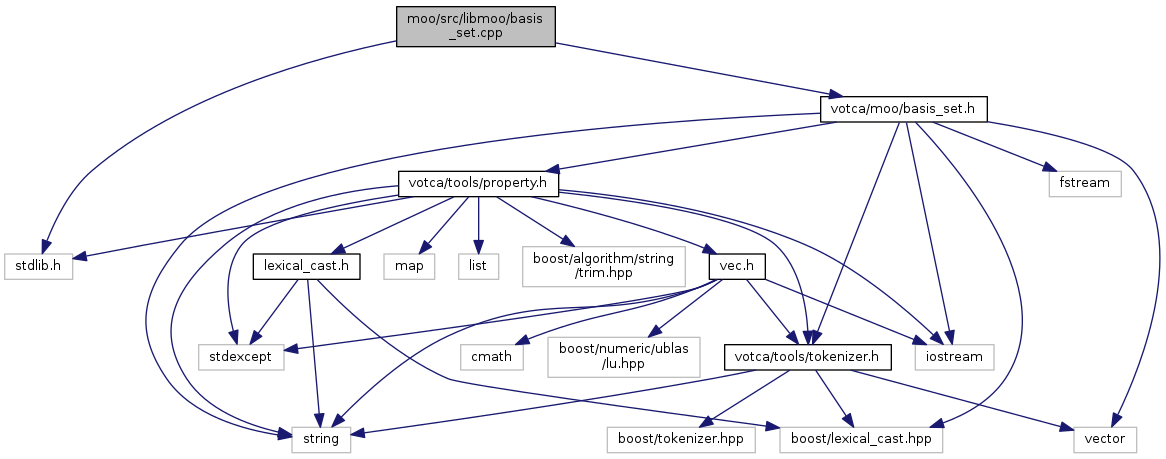 moo/src/libmoo/basis
_set.cpp
votca/moo/basis_set.h
votca/tools/property.h
fstream
stdlib.h
lexical_cast.h
map
list
boost/algorithm/string
/trim.hpp
vec.h
stdexcept
cmath
boost/numeric/ublas
/lu.hpp
votca/tools/tokenizer.h
iostream
string
boost/tokenizer.hpp
boost/lexical_cast.hpp
vector